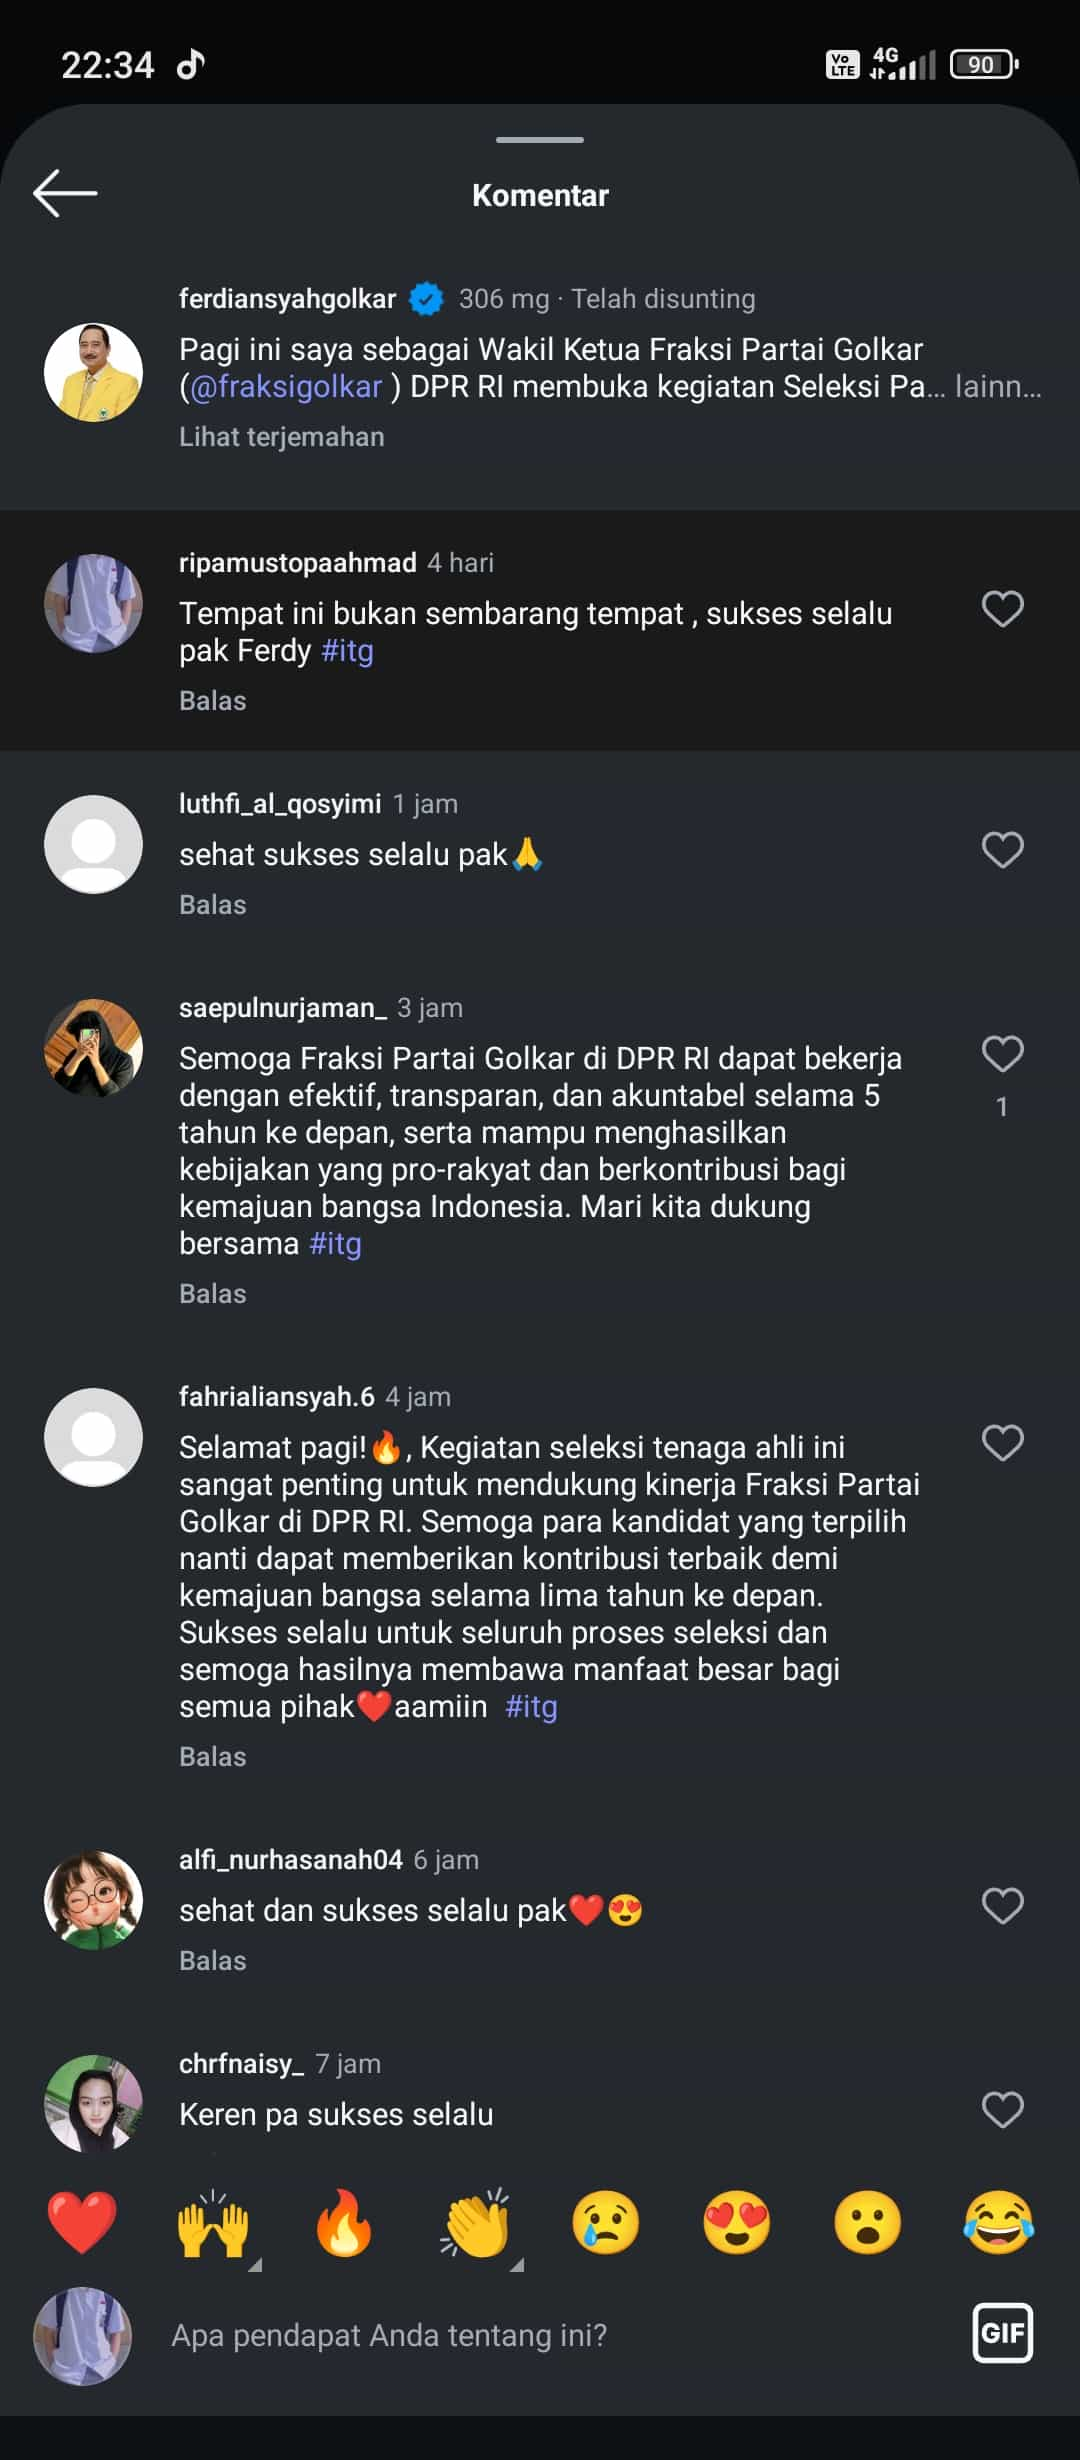 22:34
Vo LTE 4G 90
Komentar
ferdiansyahgolkar 306 mg · Telah disunting
Pagi ini saya sebagai Wakil Ketua Fraksi Partai Golkar
(@fraksigolkar ) DPR RI membuka kegiatan Seleksi Pa... lainn...
Lihat terjemahan
ripamustopaahmad 4 hari
Tempat ini bukan sembarang tempat , sukses selalu
pak Ferdy #itg
Balas
luthfi_al_qosyimi 1 jam
sehat sukses selalu pak🙏
Balas
saepulnurjaman_ 3 jam
Semoga Fraksi Partai Golkar di DPR RI dapat bekerja
dengan efektif, transparan, dan akuntabel selama 5
tahun ke depan, serta mampu menghasilkan
kebijakan yang pro-rakyat dan berkontribusi bagi
kemajuan bangsa Indonesia. Mari kita dukung
bersama #itg
1
Balas
fahrialiansyah.6 4 jam
Selamat pagi!🔥, Kegiatan seleksi tenaga ahli ini
sangat penting untuk mendukung kinerja Fraksi Partai
Golkar di DPR RI. Semoga para kandidat yang terpilih
nanti dapat memberikan kontribusi terbaik demi
kemajuan bangsa selama lima tahun ke depan.
Sukses selalu untuk seluruh proses seleksi dan
semoga hasilnya membawa manfaat besar bagi
semua pihak❤️aamiin #itg
Balas
alfi_nurhasanah04 6 jam
sehat dan sukses selalu pak❤️😍
Balas
chrfnaisy_ 7 jam
Keren pa sukses selalu
❤️🙌🔥👏😢😍😮😂
Apa pendapat Anda tentang ini?
GIF